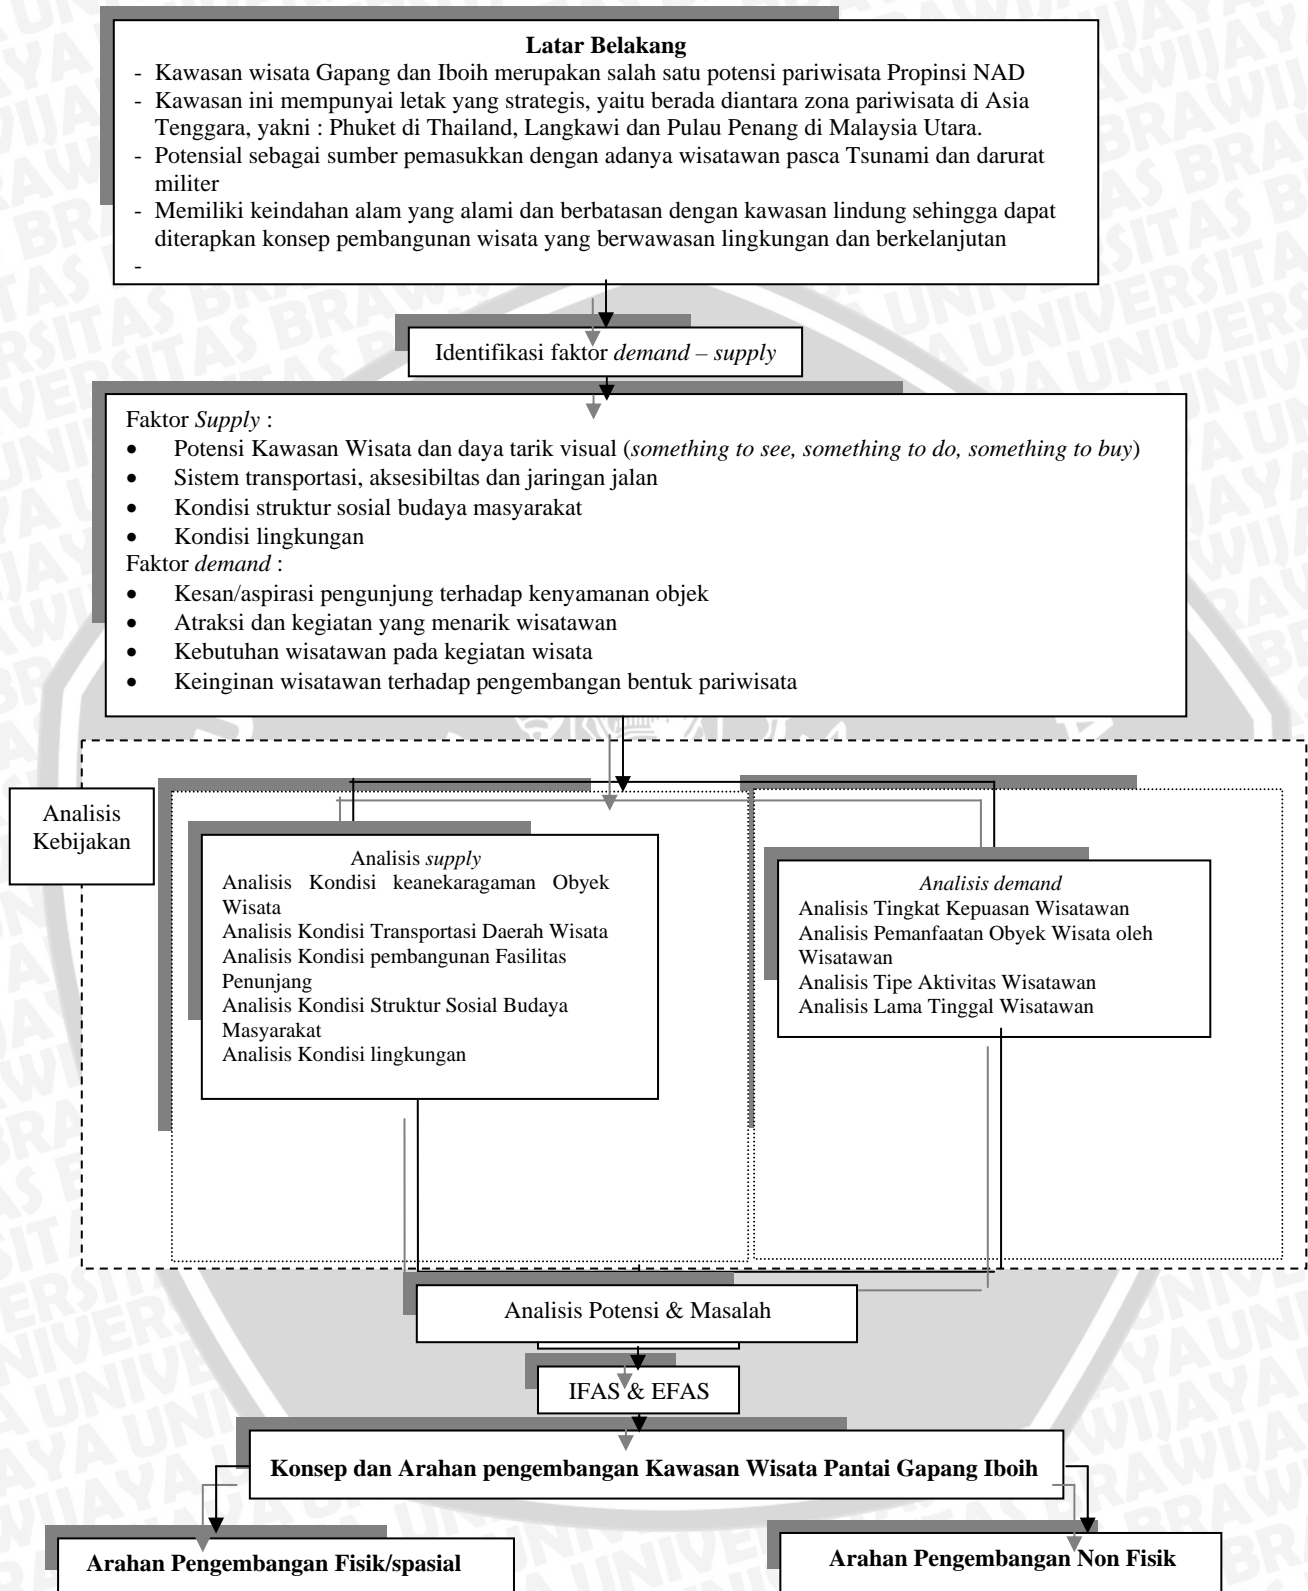 Latar Belakang
- Kawasan wisata Gapang dan Iboih merupakan salah satu potensi pariwisata Propinsi NAD
- Kawasan ini mempunyai letak yang strategis, yaitu berada diantara zona pariwisata di Asia
Tenggara, yakni : Phuket di Thailand, Langkawi dan Pulau Penang di Malaysia Utara.
- Potensial sebagai sumber pemasukkan dengan adanya wisatawan pasca Tsunami dan darurat
militer
- Memiliki keindahan alam yang alami dan berbatasan dengan kawasan lindung sehingga dapat
diterapkan konsep pembangunan wisata yang berwawasan lingkungan dan berkelanjutan
-
Identifikasi faktor demand – supply
Faktor Supply :
• Potensi Kawasan Wisata dan daya tarik visual (something to see, something to do, something to buy)
• Sistem transportasi, aksesibiltas dan jaringan jalan
• Kondisi struktur sosial budaya masyarakat
• Kondisi lingkungan
Faktor demand :
• Kesan/aspirasi pengunjung terhadap kenyamanan objek
• Atraksi dan kegiatan yang menarik wisatawan
• Kebutuhan wisatawan pada kegiatan wisata
• Keinginan wisatawan terhadap pengembangan bentuk pariwisata
Analisis
Kebijakan
Analisis supply
Analisis Kondisi keanekaragaman Obyek
Wisata
Analisis Kondisi Transportasi Daerah Wisata
Analisis Kondisi pembangunan Fasilitas
Penunjang
Analisis Kondisi Struktur Sosial Budaya
Masyarakat
Analisis Kondisi lingkungan
Analisis demand
Analisis Tingkat Kepuasan Wisatawan
Analisis Pemanfaatan Obyek Wisata oleh
Wisatawan
Analisis Tipe Aktivitas Wisatawan
Analisis Lama Tinggal Wisatawan
Analisis Potensi & Masalah
IFAS & EFAS
Konsep dan Arahan pengembangan Kawasan Wisata Pantai Gapang Iboih
Arahan Pengembangan Fisik/spasial
Arahan Pengembangan Non Fisik